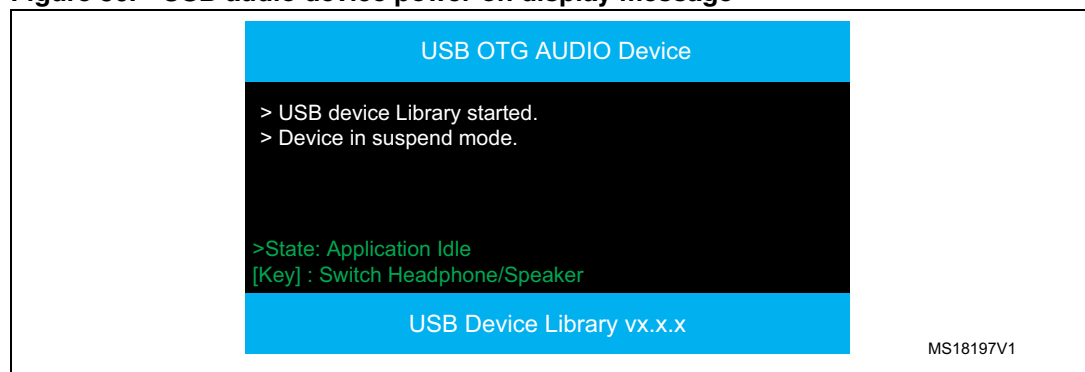 USB OTG AUDIO Device
> USB device Library started.
> Device in suspend mode.
>State: Application Idle
[Key] : Switch Headphone/Speaker
USB Device Library vx.x.x
MS18197V1